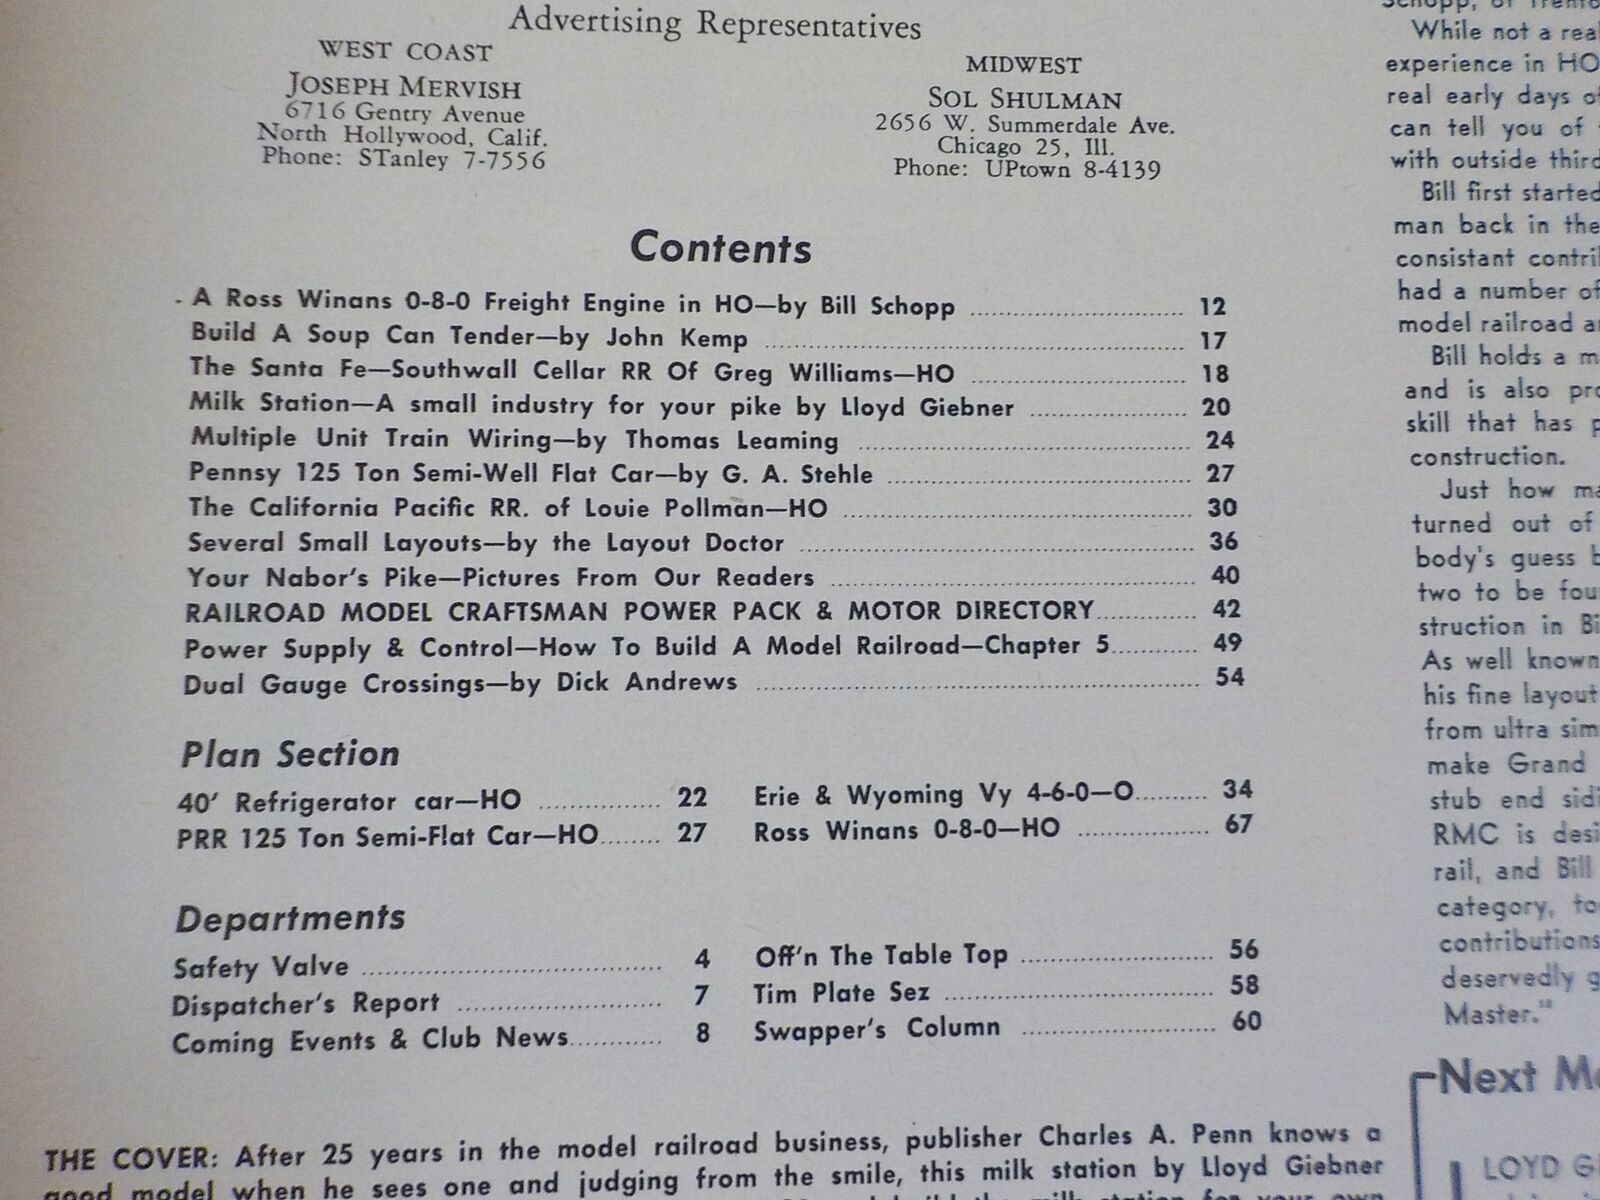 Advertising Representatives
WEST COAST
JOSEPH MERVISH
6716 Gentry Avenue
North Hollywood, Calif.
Phone: STanley 7-7556
MIDWEST
SOL SHULMAN
2656 W. Summerdale Ave.
Chicago 25, Ill.
Phone: UPtown 8-4139
Contents
A Ross Winans 0-8-0 Freight Engine in HO—by Bill Schopp ........ 12
Build A Soup Can Tender—by John Kemp ........ 17
The Santa Fe—Southwall Cellar RR Of Greg Williams—HO ........ 18
Milk Station—A small industry for your pike by Lloyd Giebner ........ 20
Multiple Unit Train Wiring—by Thomas Leaming ........ 24
Pennsy 125 Ton Semi-Well Flat Car—by G. A. Stehle ........ 27
The California Pacific RR. of Louie Pollman—HO ........ 30
Several Small Layouts—by the Layout Doctor ........ 36
Your Nabor's Pike—Pictures From Our Readers ........ 40
RAILROAD MODEL CRAFTSMAN POWER PACK & MOTOR DIRECTORY ........ 42
Power Supply & Control—How To Build A Model Railroad—Chapter 5 ........ 49
Dual Gauge Crossings—by Dick Andrews ........ 54
Plan Section
40' Refrigerator car—HO ........ 22
PRR 125 Ton Semi-Flat Car—HO ........ 27
Erie & Wyoming Vy 4-6-0—O ........ 34
Ross Winans 0-8-0—HO ........ 67
Departments
Safety Valve ........ 4
Dispatcher's Report ........ 7
Coming Events & Club News ........ 8
Off'n The Table Top ........ 56
Tim Plate Sez ........ 58
Swapper's Column ........ 60
THE COVER: After 25 years in the model railroad business, publisher Charles A. Penn knows a
good model when he sees one and judging from the smile, this milk station by Lloyd Giebner
While not a
experience in HO
real early days
can tell you of
with outside
Bill first started
man back in the
consistant
had a number of
model railroad
Bill holds a
and is also
skill that has
construction.
Just how
turned out of
body's guess
two to be
struction in
As well known
his fine layout
from ultra
make Grand
stub end
RMC is
rail, and Bill
category,
contributions
deservedly
Master."
Next